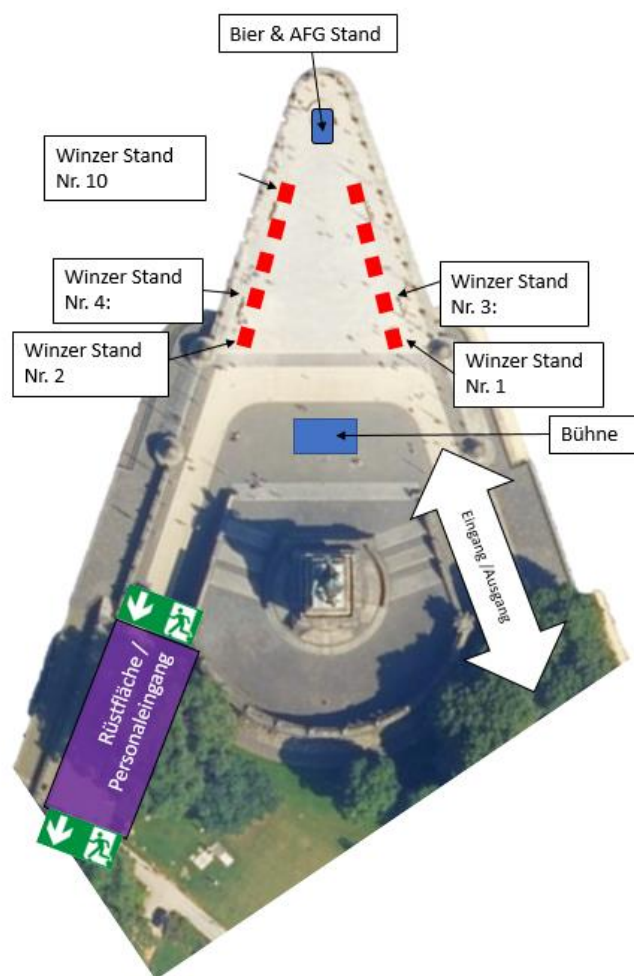 Bier & AFG Stand
Winzer Stand
Nr. 10
Winzer Stand
Nr. 4:
Winzer Stand
Nr. 3:
Winzer Stand
Nr. 2
Winzer Stand
Nr. 1
Bühne
Eingang /Ausgang
Rüstfläche /
Personaleingang